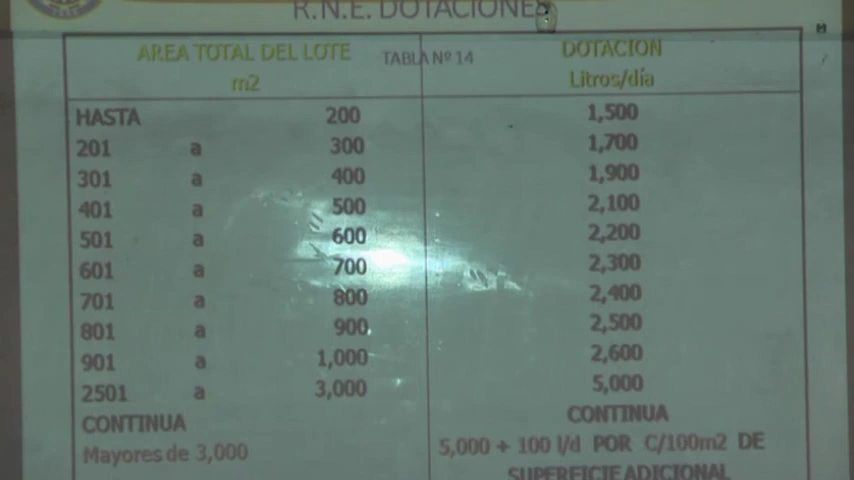 R.N.E. DOTACIONES
AREA TOTAL DEL LOTE m2 TABLA Nº 14 DOTACION Litros/día
HASTA 200 1,500
201 a 300 1,700
301 a 400 1,900
401 a 500 2,100
501 a 600 2,200
601 a 700 2,300
701 a 800 2,400
801 a 900 2,500
901 a 1,000 2,600
2501 a 3,000 5,000
CONTINUA CONTINUA
Mayores de 3,000 5,000 + 100 l/d POR C/100m2 DE
SUPERFICIE ADICIONAL